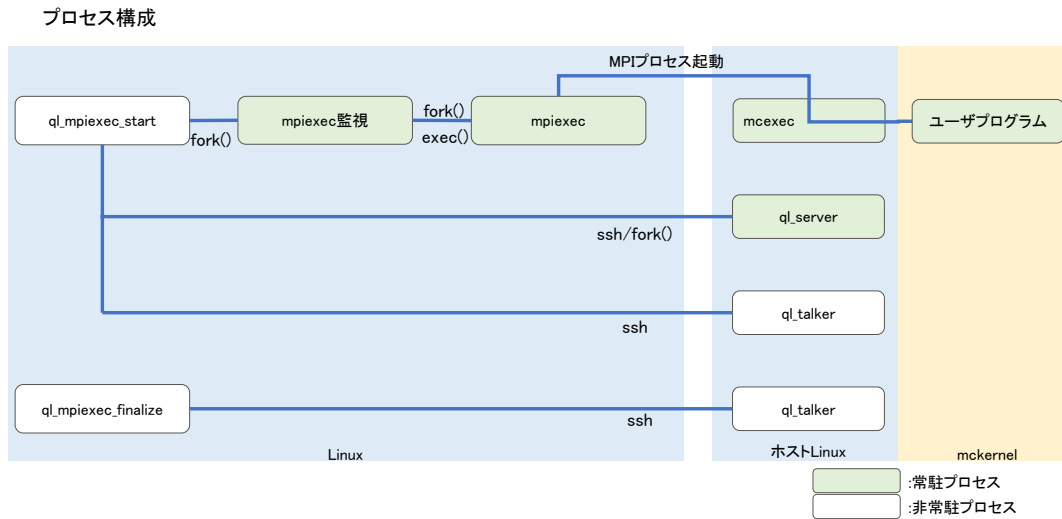 プロセス構成
MPIプロセス起動
ql_mpiexec_start
fork()
mpiexec監視
fork()
exec()
mpiexec
mcexec
ユーザプログラム
ssh/fork()
ql_server
ssh
ql_talker
ql_mpiexec_finalize
ssh
ql_talker
Linux
ホストLinux
mckernel
:常駐プロセス
:非常駐プロセス